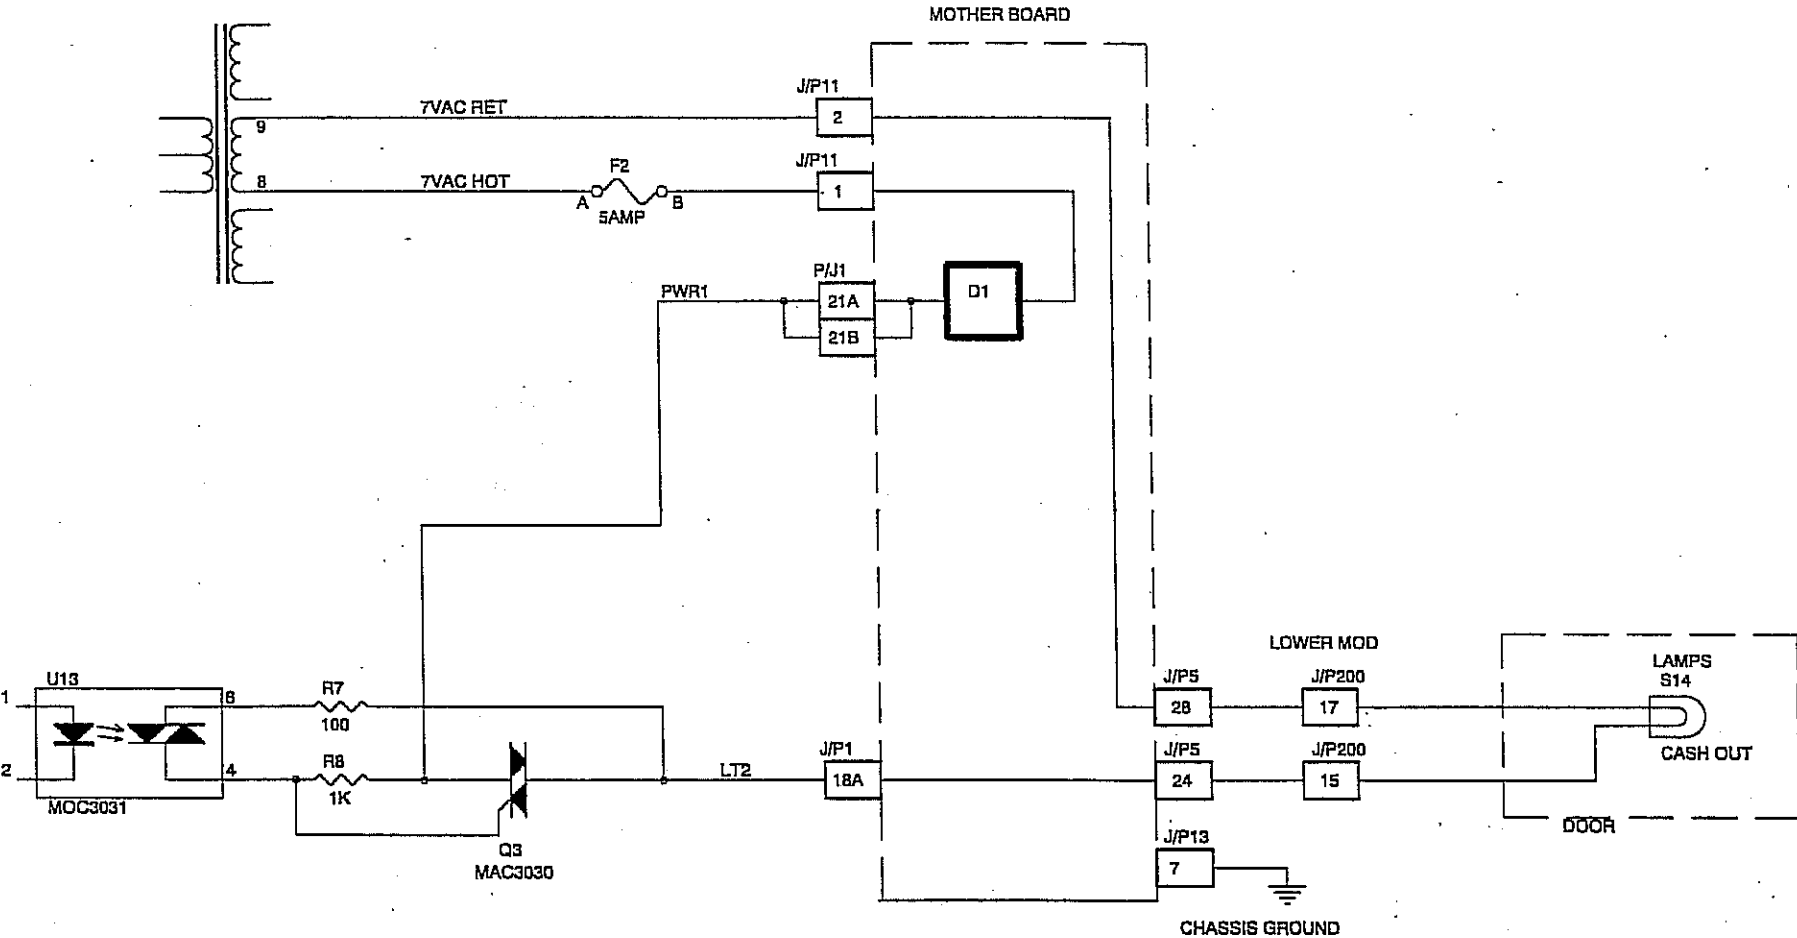 MOTHER BOARD
J/P11
7VAC RET
2
9
J/P11
F2
8
7VAC HOT
1
A
B
5AMP
P/J1
PWR1
21A
D1
21B
LOWER MOD
LAMPS
U13
J/P5
J/P200
S14
1
6
R7
28
17
100
J/P1
J/P5
J/P200
CASH OUT
2
4
R8
LT2
18A
24
15
1K
MOC3031
DOOR
Q3
J/P13
MAC3030
7
CHASSIS GROUND